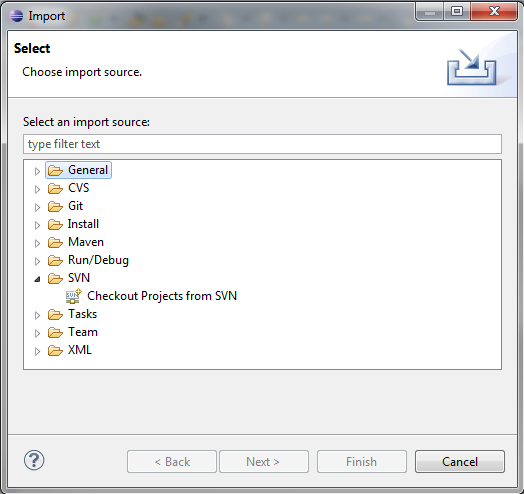 Import
Select
Choose import source.
Select an import source:
type filter text
General
CVS
Git
Install
Maven
Run/Debug
SVN
SVN Checkout Projects from SVN
Tasks
Team
XML
? < Back Next > Finish Cancel